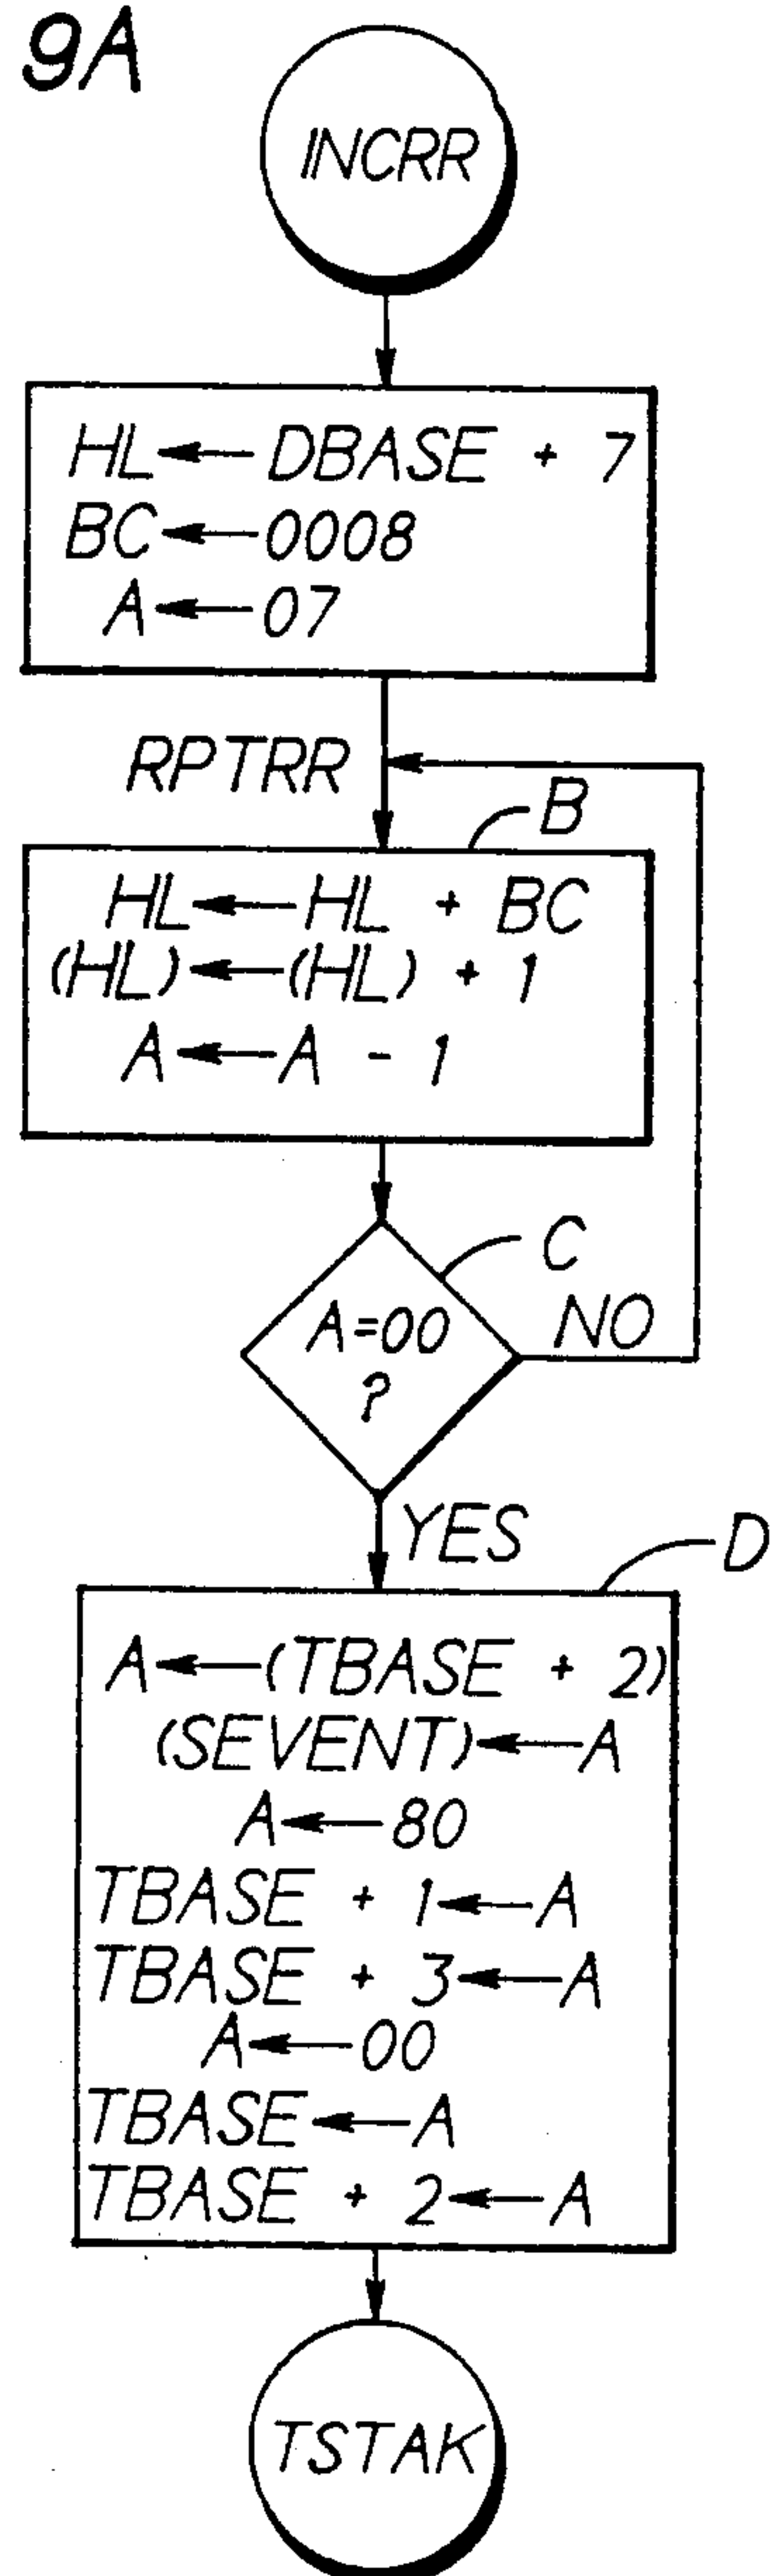 9A
INCRR
HL←DBASE + 7
BC←0008
A←07
RPTRR
B
HL←HL + BC
(HL)←(HL) + 1
A←A - 1
C
A=00
?
NO
YES
D
A←(TBASE + 2)
(SEVENT)←A
A←80
TBASE + 1←A
TBASE + 3←A
A←00
TBASE←A
TBASE + 2←A
TSTAK